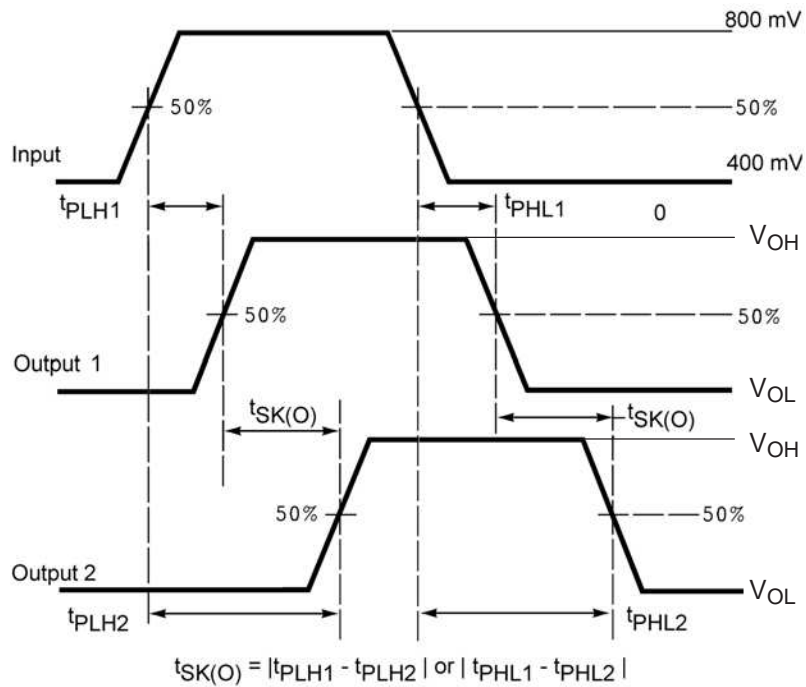 800 mV
50%
50%
Input
400 mV
tPLH1
tPHL1
0
VOH
50%
50%
Output 1
VOL
tSK(O)
tSK(O)
VOH
50%
50%
Output 2
VOL
tPLH2
tPHL2
tSK(O) = |tPLH1 - tPLH2 | or | tPHL1 - tPHL2 |